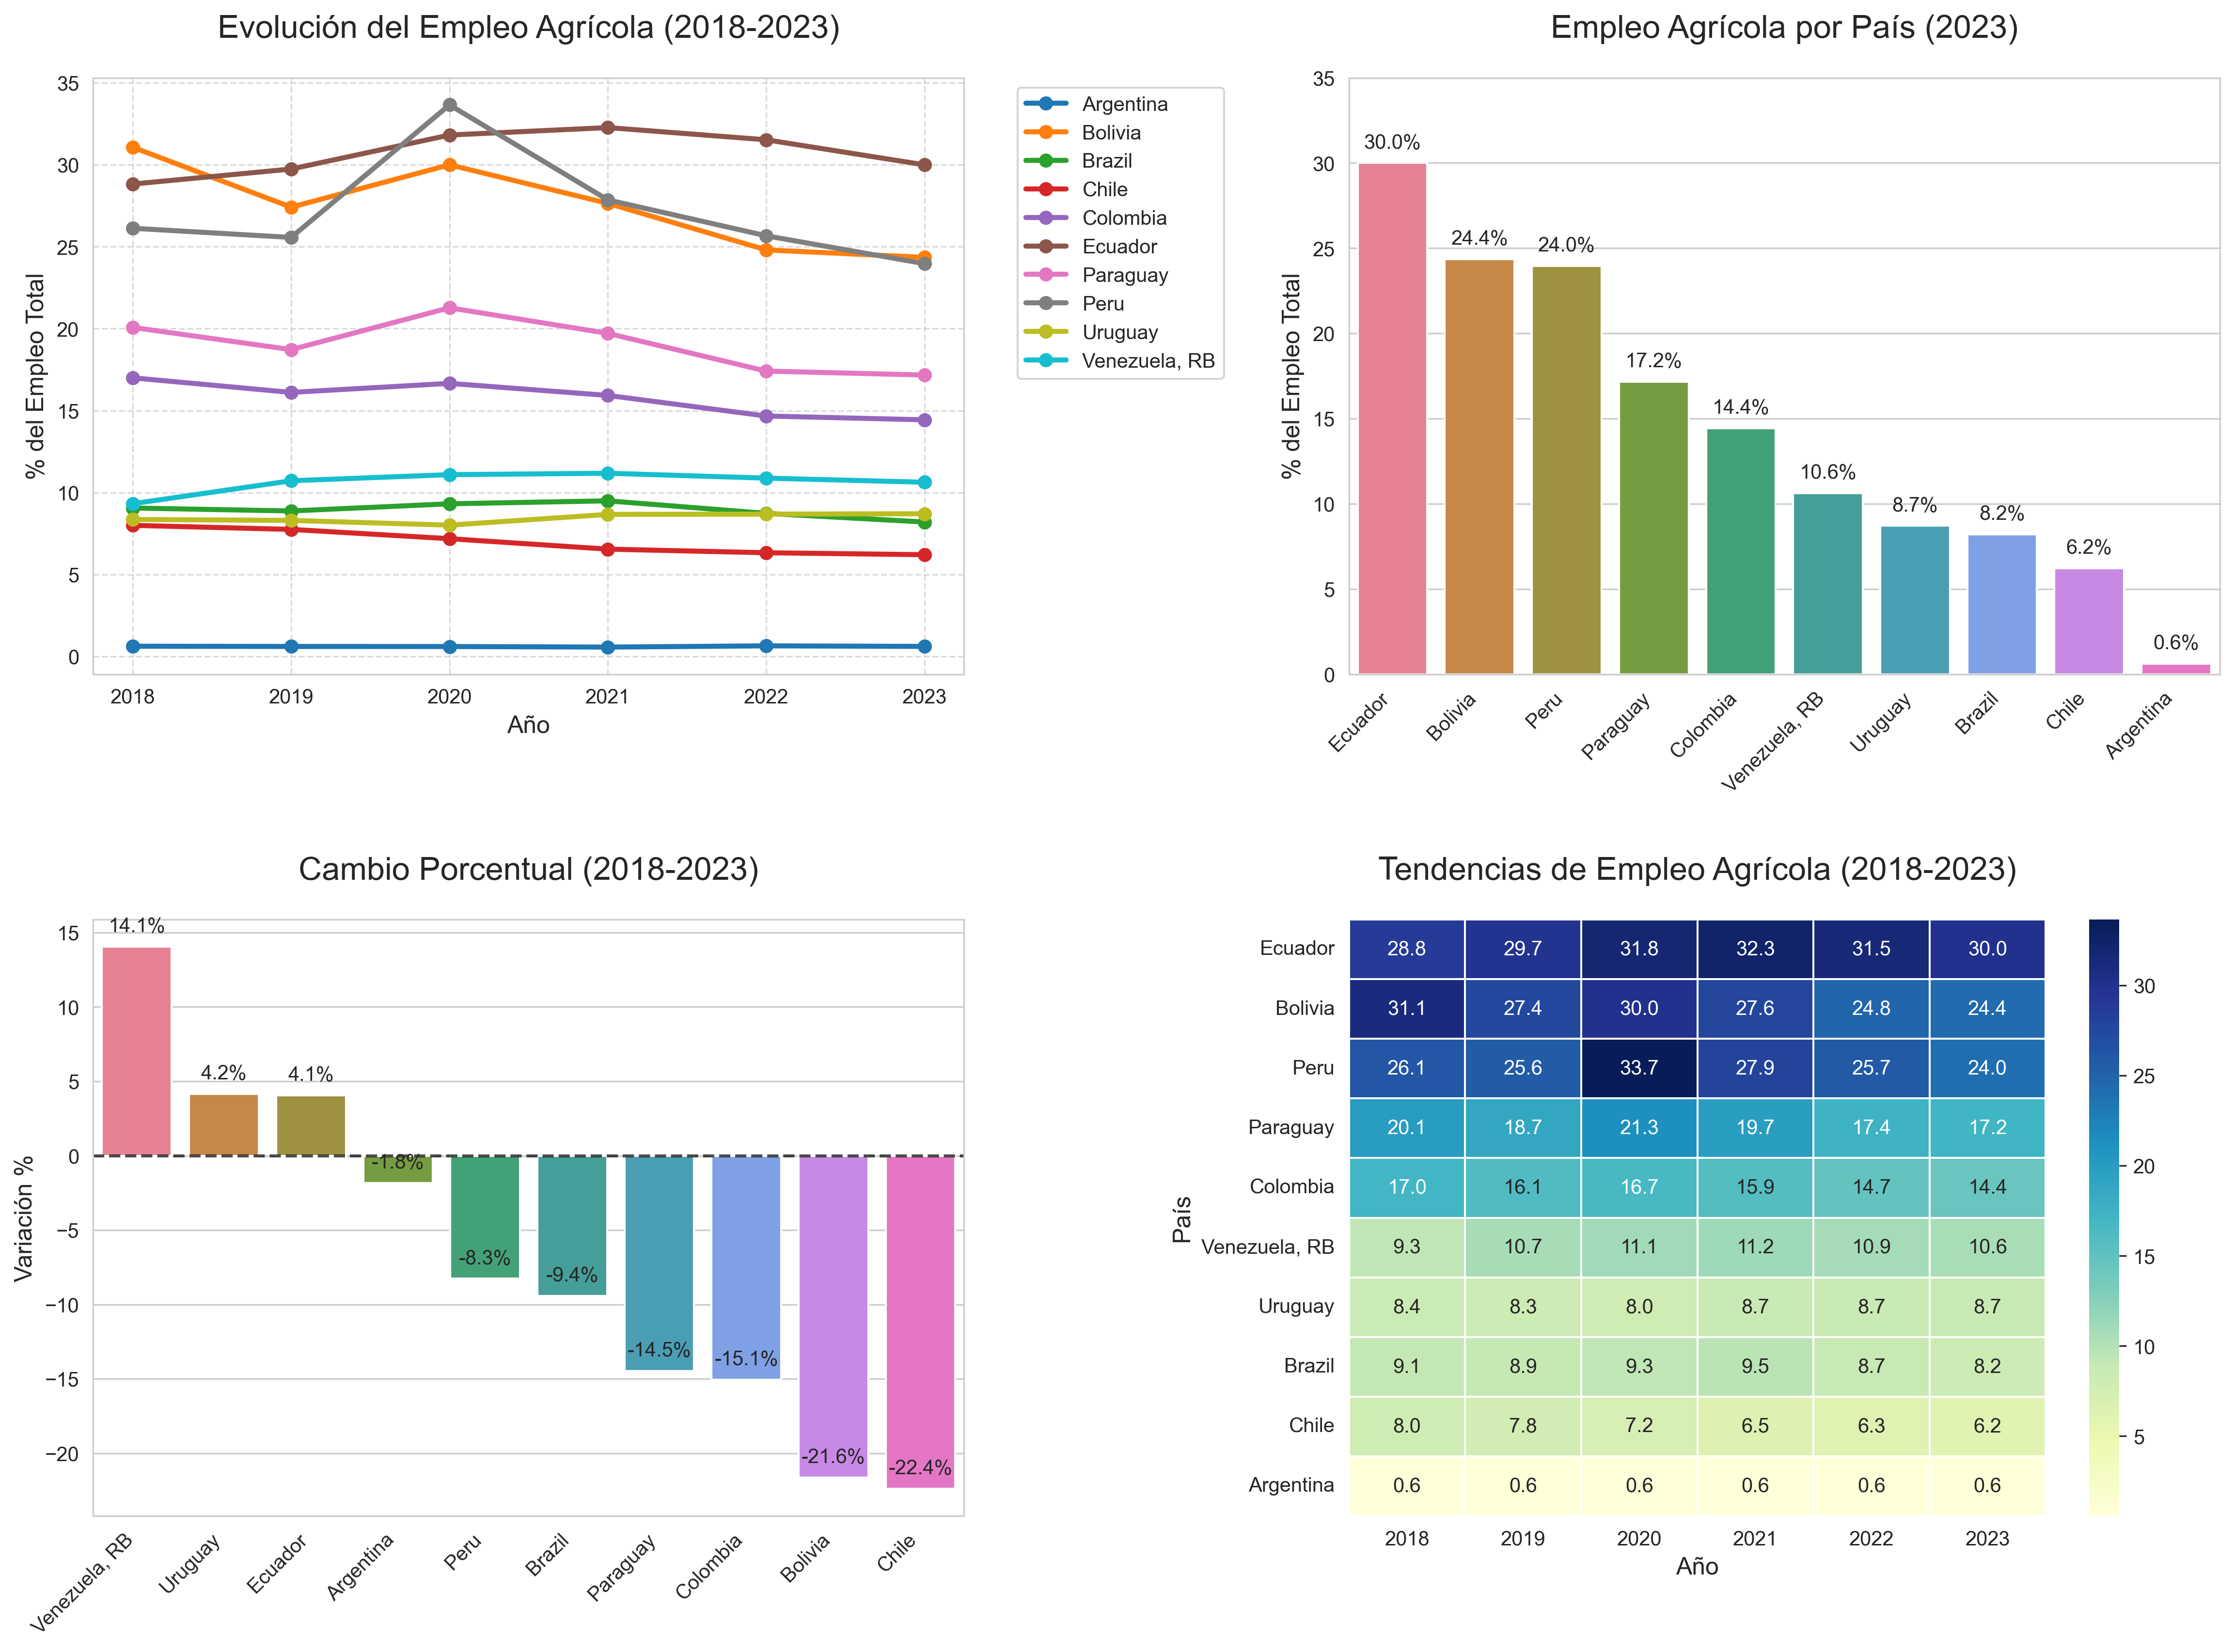 Evolución del Empleo Agrícola (2018-2023)
35
30
25
20
15
10
5
0
% del Empleo Total
2018 2019 2020 2021 2022 2023
Año
Argentina
Bolivia
Brazil
Chile
Colombia
Ecuador
Paraguay
Peru
Uruguay
Venezuela, RB
Empleo Agrícola por País (2023)
35
30
25
20
15
10
5
0
% del Empleo Total
30.0% 24.4% 24.0% 17.2% 14.4% 10.6% 8.7% 8.2% 6.2% 0.6%
Ecuador Bolivia Peru Paraguay Colombia Venezuela, RB Uruguay Brazil Chile Argentina
Cambio Porcentual (2018-2023)
15
10
5
0
−5
−10
−15
−20
Variación %
14.1% 4.2% 4.1% -1.8% -8.3% -9.4% -14.5% -15.1% -21.6% -22.4%
Venezuela, RB Uruguay Ecuador Argentina Peru Brazil Paraguay Colombia Bolivia Chile
Tendencias de Empleo Agrícola (2018-2023)
País
Ecuador 28.8 29.7 31.8 32.3 31.5 30.0
Bolivia 31.1 27.4 30.0 27.6 24.8 24.4
Peru 26.1 25.6 33.7 27.9 25.7 24.0
Paraguay 20.1 18.7 21.3 19.7 17.4 17.2
Colombia 17.0 16.1 16.7 15.9 14.7 14.4
Venezuela, RB 9.3 10.7 11.1 11.2 10.9 10.6
Uruguay 8.4 8.3 8.0 8.7 8.7 8.7
Brazil 9.1 8.9 9.3 9.5 8.7 8.2
Chile 8.0 7.8 7.2 6.5 6.3 6.2
Argentina 0.6 0.6 0.6 0.6 0.6 0.6
2018 2019 2020 2021 2022 2023
Año
30
25
20
15
10
5